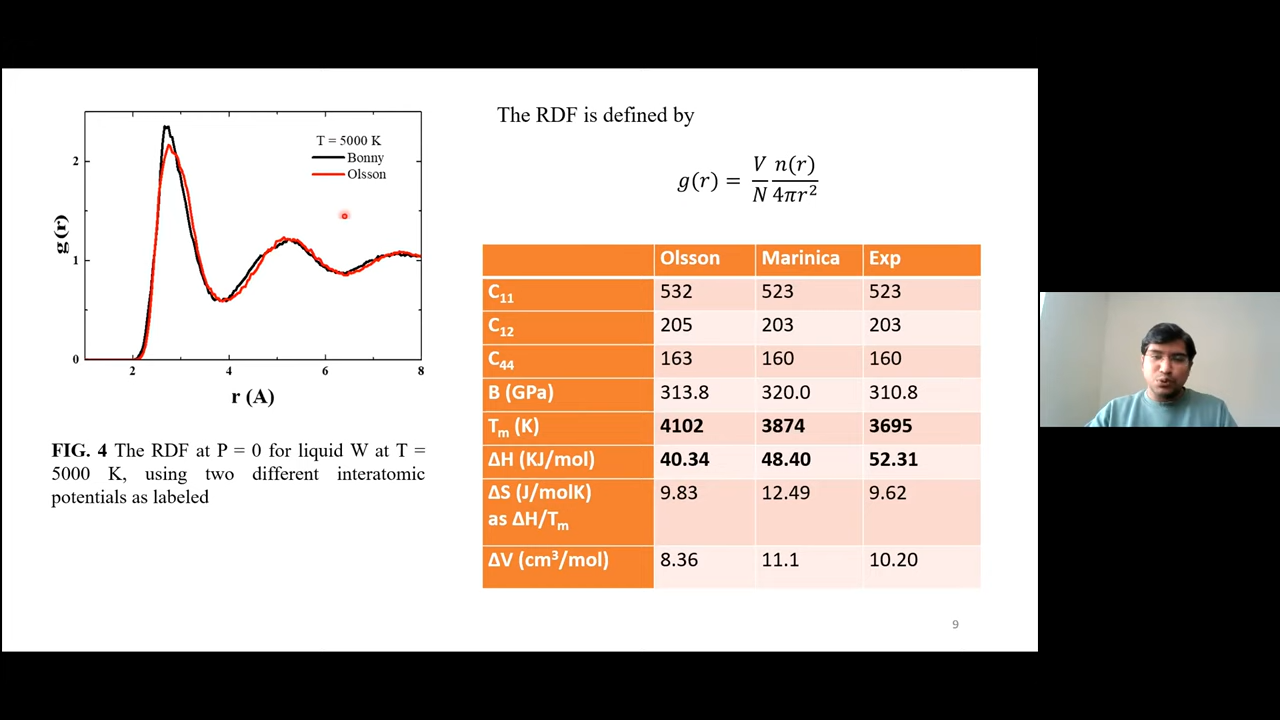 T = 5000 K
Bonny
Olsson
2
1
0
g (r)
2 4 6 8
r (A)
FIG. 4 The RDF at P = 0 for liquid W at T =
5000 K, using two different interatomic
potentials as labeled
The RDF is defined by
g(r) = V/N n(r)/4πr²
Olsson Marinica Exp
C₁₁ 532 523 523
C₁₂ 205 203 203
C₄₄ 163 160 160
B (GPa) 313.8 320.0 310.8
Tₘ (K) 4102 3874 3695
ΔH (KJ/mol) 40.34 48.40 52.31
ΔS (J/molK) 9.83 12.49 9.62
as ΔH/Tₘ
ΔV (cm³/mol) 8.36 11.1 10.20
9